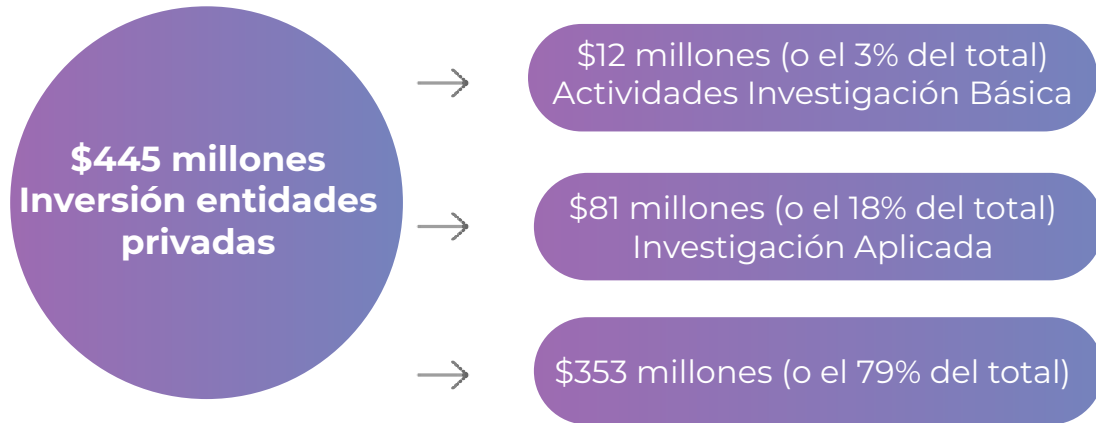 $445 millones
Inversión entidades
privadas
$12 millones (o el 3% del total)
Actividades Investigación Básica
$81 millones (o el 18% del total)
Investigación Aplicada
$353 millones (o el 79% del total)